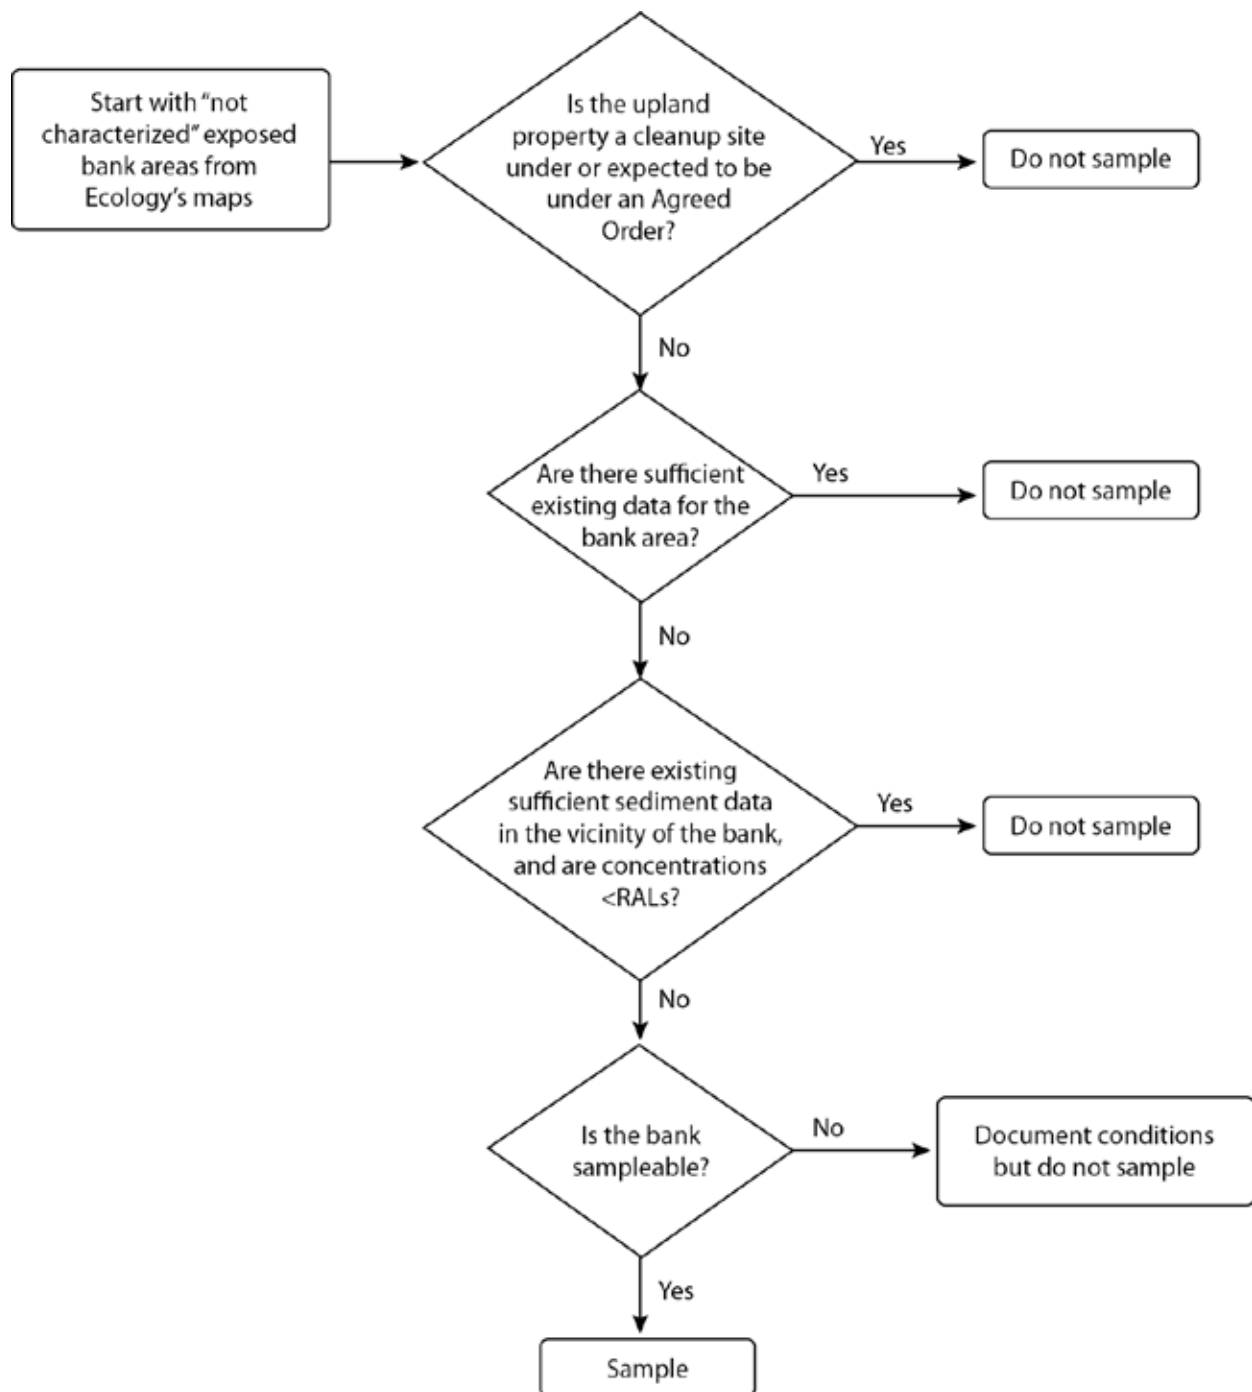 Start with “not
characterized” exposed
bank areas from
Ecology’s maps
Is the upland
property a cleanup site
under or expected to be
under an Agreed
Order?
Yes
Do not sample
No
Are there sufficient
existing data for the
bank area?
Yes
Do not sample
No
Are there existing
sufficient sediment data
in the vicinity of the bank,
and are concentrations
<RALs?
Yes
Do not sample
No
Is the bank
sampleable?
No
Document conditions
but do not sample
Yes
Sample